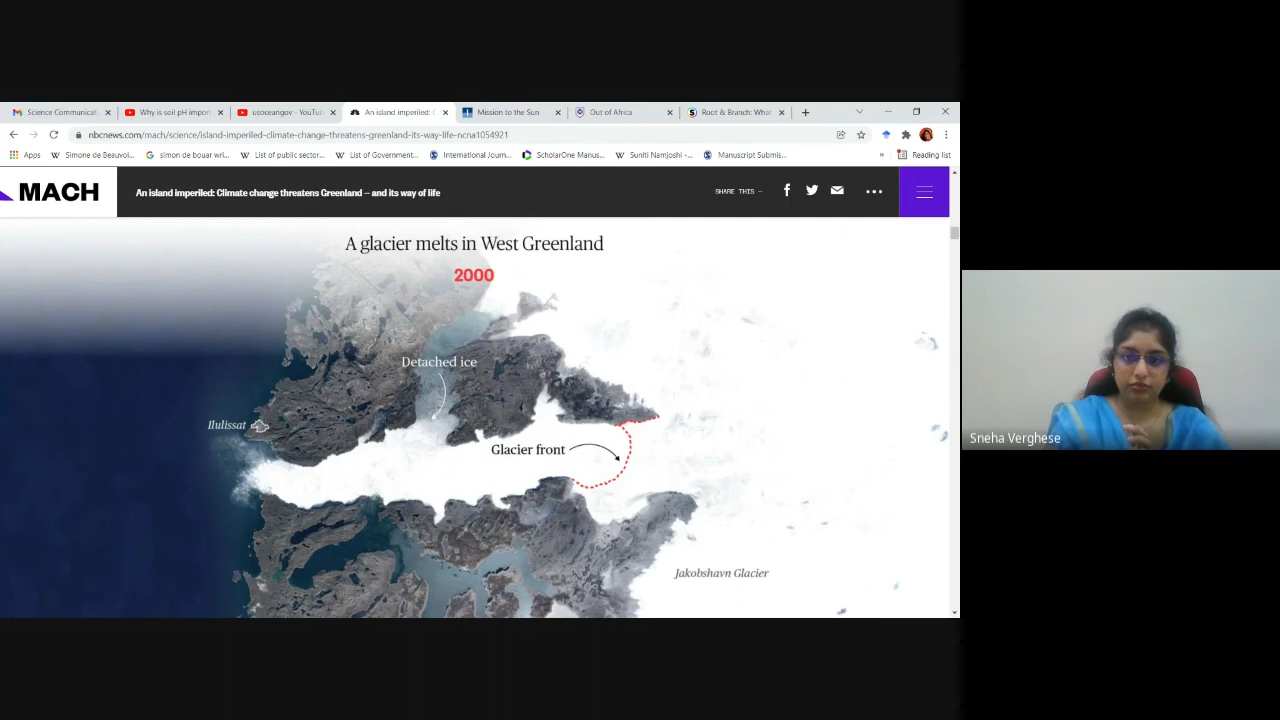 Science Communicati
Why is soil pH import
usoceangov - YouTube
An island imperiled: C
Mission to the Sun
Out of Africa
Root & Branch: What
nbcnews.com/mach/science/island-imperiled-climate-change-threatens-greenland-its-way-life-ncna1054921
Apps
Simone de Beauvoi...
simon de bouar wri...
List of public sector...
List of Government...
International Journ...
ScholarOne Manus...
Suniti Namjoshi -...
Manuscript Submis...
»
Reading list
MACH
An island imperiled: Climate change threatens Greenland — and its way of life
SHARE THIS —
A glacier melts in West Greenland
2000
Detached ice
Ilulissat
Glacier front
Jakobshavn Glacier
Sneha Verghese